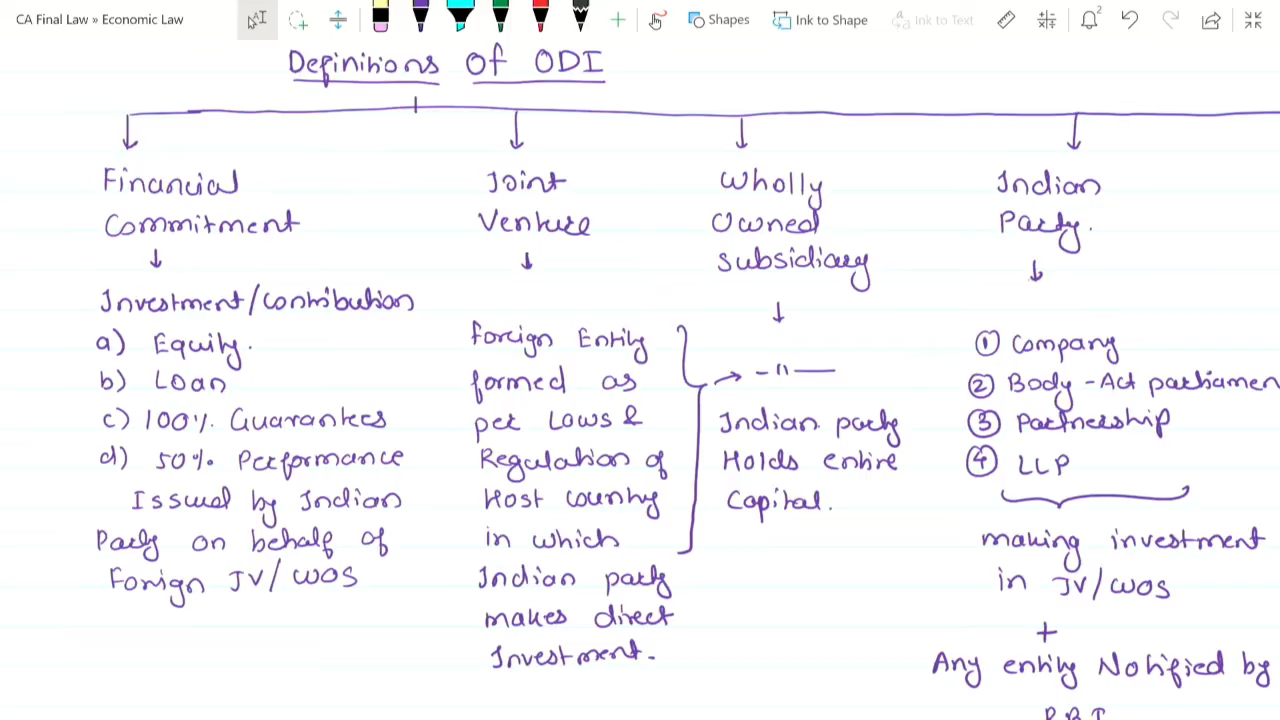 CA Final Law » Economic Law
Shapes
Ink to Shape
Ink to Text
2
Definitions Of ODI
Financial
Commitment
Investment/Contribution
a) Equity.
b) Loan
c) 100% Guarantees
d) 50% Performance
Issued by Indian
Party on behalf of
Forign JV/WOS
Joint
Venture
Foreign Entity
formed as
per Laws &
Regulation of
Host country
in which
Indian party
makes direct
Investment.
Wholly
Owned
subsidiary
-"-
Indian party
Holds entire
Capital.
Indian
Party.
① Company
② Body - Act parliamen
③ Partnership
④ LLP
making investment
in JV/WOS
+
Any entity Notified by
RBI